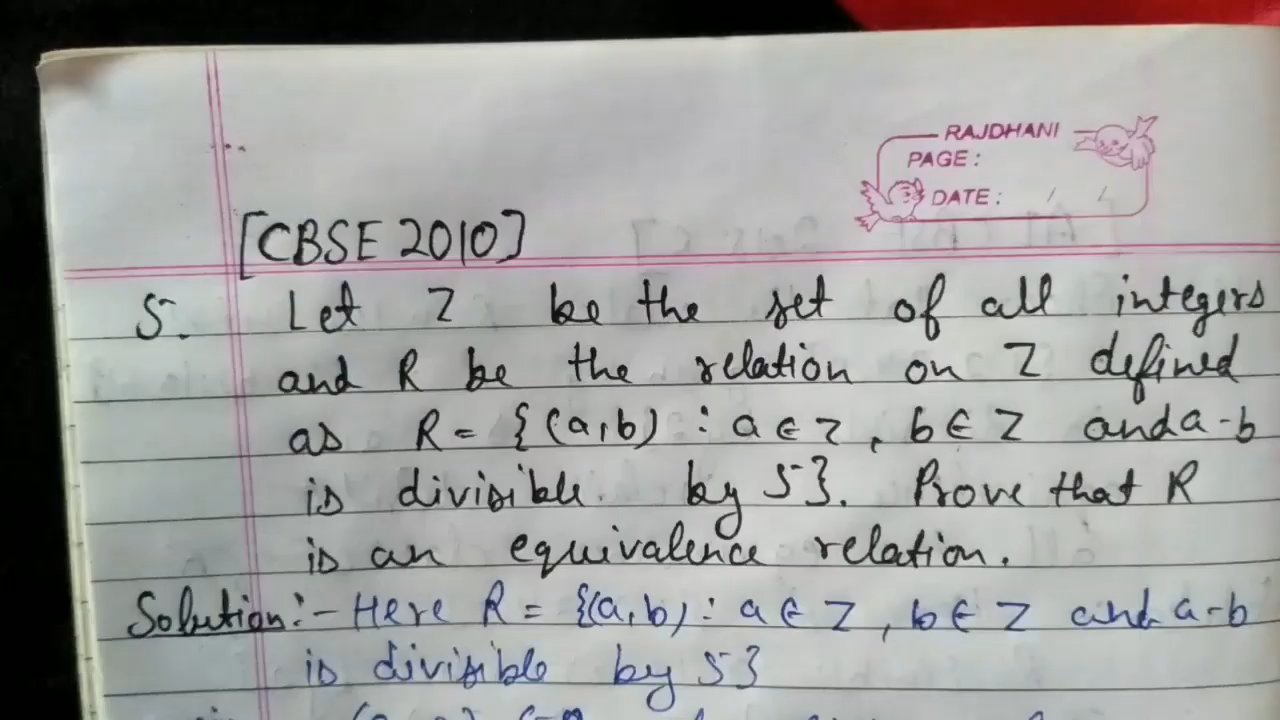 RAJDHANI
PAGE :
DATE : / /
[CBSE 2010]
5. Let Z be the set of all integers
and R be the relation on Z defined
as R = {(a,b) : a ∈ Z, b ∈ Z and a-b
is divisible by 5}. Prove that R
is an equivalence relation.
Solution:- Here R = {(a,b) : a ∈ Z, b ∈ Z and a-b
is divisible by 5}